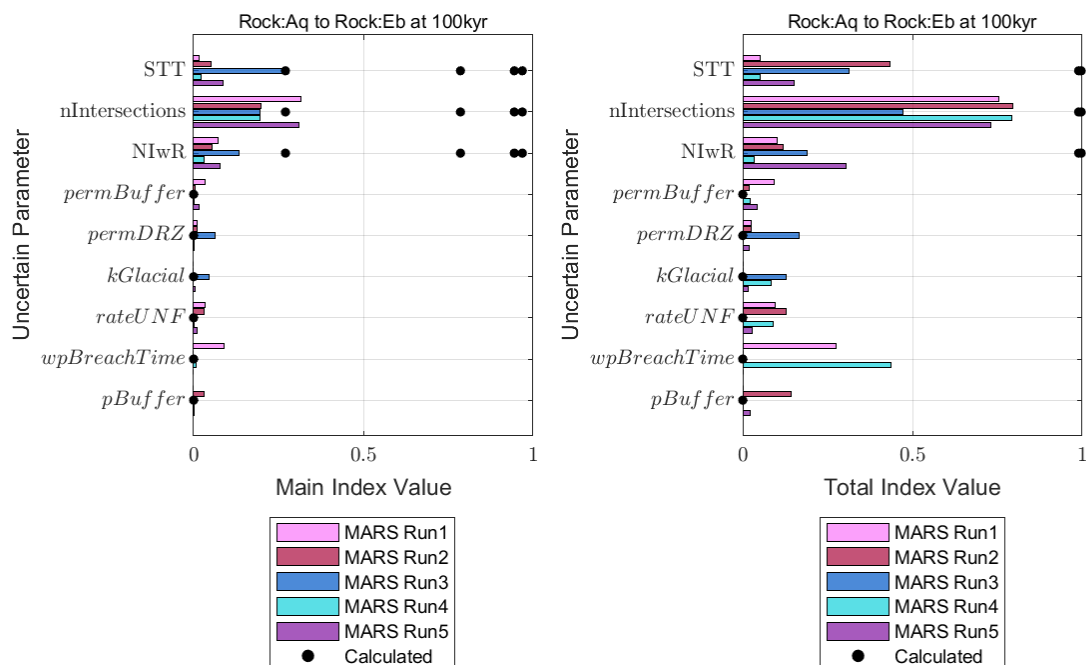 Rock:Aq to Rock:Eb at 100kyr
Uncertain Parameter
STT
nIntersections
NIwR
permBuffer
permDRZ
kGlacial
rateUNF
wpBreachTime
pBuffer
0 0.5 1
Main Index Value
MARS Run1
MARS Run2
MARS Run3
MARS Run4
MARS Run5
Calculated
Rock:Aq to Rock:Eb at 100kyr
Uncertain Parameter
STT
nIntersections
NIwR
permBuffer
permDRZ
kGlacial
rateUNF
wpBreachTime
pBuffer
0 0.5 1
Total Index Value
MARS Run1
MARS Run2
MARS Run3
MARS Run4
MARS Run5
Calculated